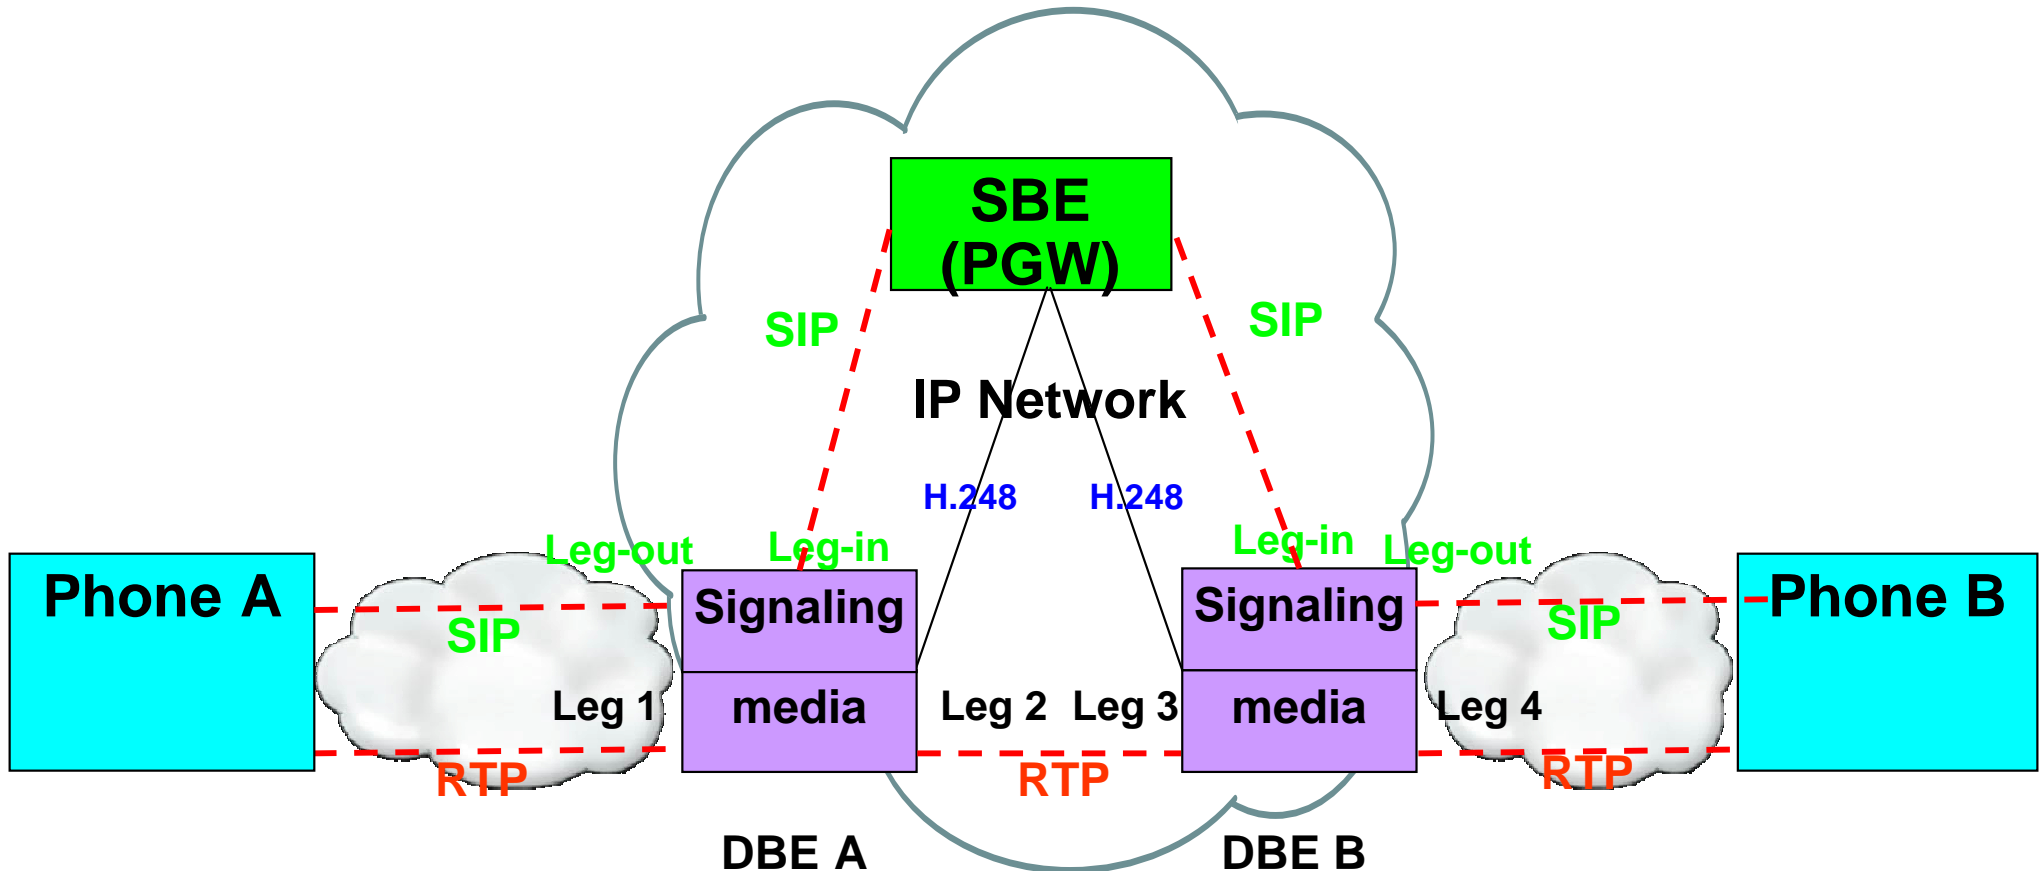 SBE
(PGW)
SIP
SIP
IP Network
H.248
H.248
Leg-out
Leg-in
Leg-in
Leg-out
Phone A
Signaling
Signaling
Phone B
SIP
SIP
Leg 1
media
Leg 2
Leg 3
media
Leg 4
RTP
RTP
RTP
DBE A
DBE B